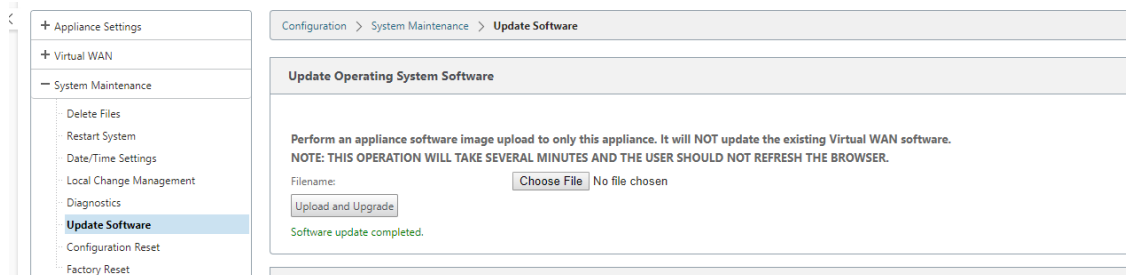 + Appliance Settings
+ Virtual WAN
− System Maintenance
Delete Files
Restart System
Date/Time Settings
Local Change Management
Diagnostics
Update Software
Configuration Reset
Factory Reset
Configuration > System Maintenance > Update Software
Update Operating System Software
Perform an appliance software image upload to only this appliance. It will NOT update the existing Virtual WAN software.
NOTE: THIS OPERATION WILL TAKE SEVERAL MINUTES AND THE USER SHOULD NOT REFRESH THE BROWSER.
Filename: Choose File No file chosen
Upload and Upgrade
Software update completed.